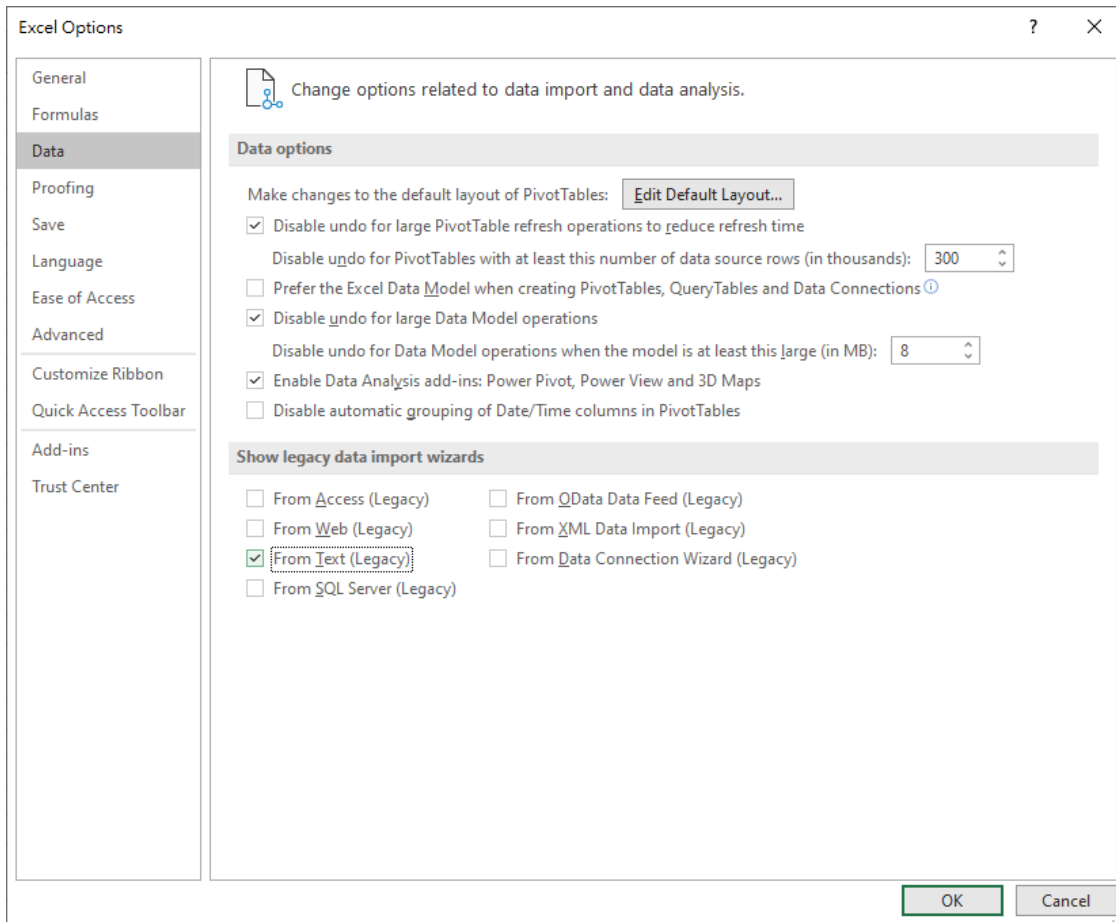 Excel Options
?
General
Formulas
Data
Proofing
Save
Language
Ease of Access
Advanced
Customize Ribbon
Quick Access Toolbar
Add-ins
Trust Center
Change options related to data import and data analysis.
Data options
Make changes to the default layout of PivotTables: Edit Default Layout...
Disable undo for large PivotTable refresh operations to reduce refresh time
Disable undo for PivotTables with at least this number of data source rows (in thousands): 300
Prefer the Excel Data Model when creating PivotTables, QueryTables and Data Connections
Disable undo for large Data Model operations
Disable undo for Data Model operations when the model is at least this large (in MB): 8
Enable Data Analysis add-ins: Power Pivot, Power View and 3D Maps
Disable automatic grouping of Date/Time columns in PivotTables
Show legacy data import wizards
From Access (Legacy) From OData Data Feed (Legacy)
From Web (Legacy) From XML Data Import (Legacy)
From Text (Legacy) From Data Connection Wizard (Legacy)
From SQL Server (Legacy)
OK Cancel